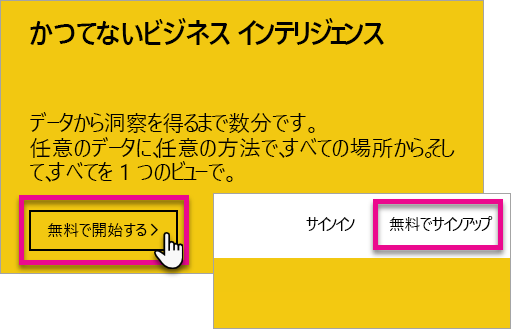 かつてないビジネス インテリジェンス
データから洞察を得るまで数分です。
任意のデータに、任意の方法で、すべての場所から。そし
て、すべてを 1 つのビューで。
無料で開始する >
サインイン 無料でサインアップ